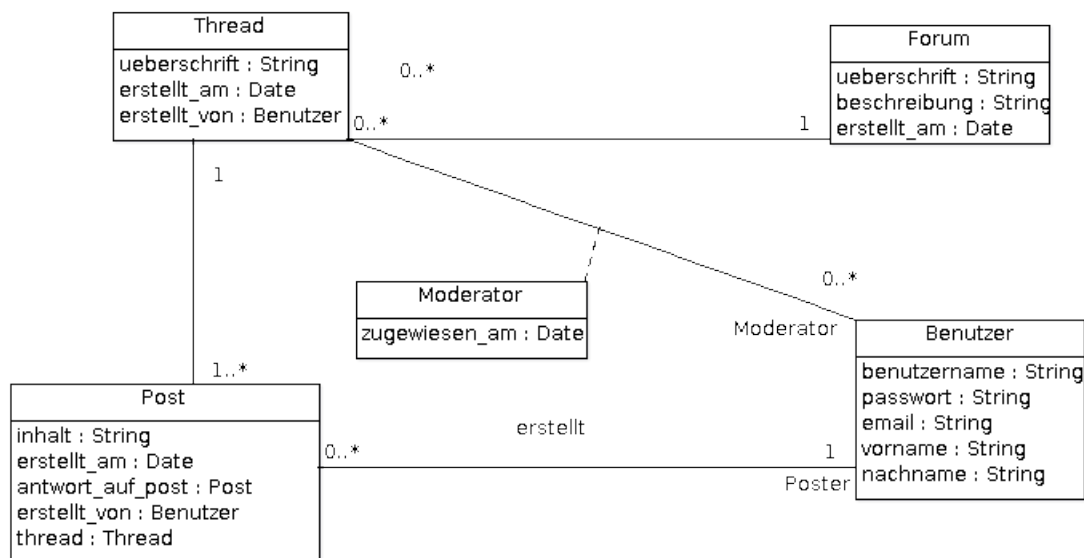 Thread
ueberschrift : String
erstellt_am : Date
erstellt_von : Benutzer
0..*
0..*
1
Forum
ueberschrift : String
beschreibung : String
erstellt_am : Date
1
1..*
Moderator
zugewiesen_am : Date
0..*
Moderator
Benutzer
benutzername : String
passwort : String
email : String
vorname : String
nachname : String
Post
inhalt : String
erstellt_am : Date
antwort_auf_post : Post
erstellt_von : Benutzer
thread : Thread
erstellt
0..*
1
Poster